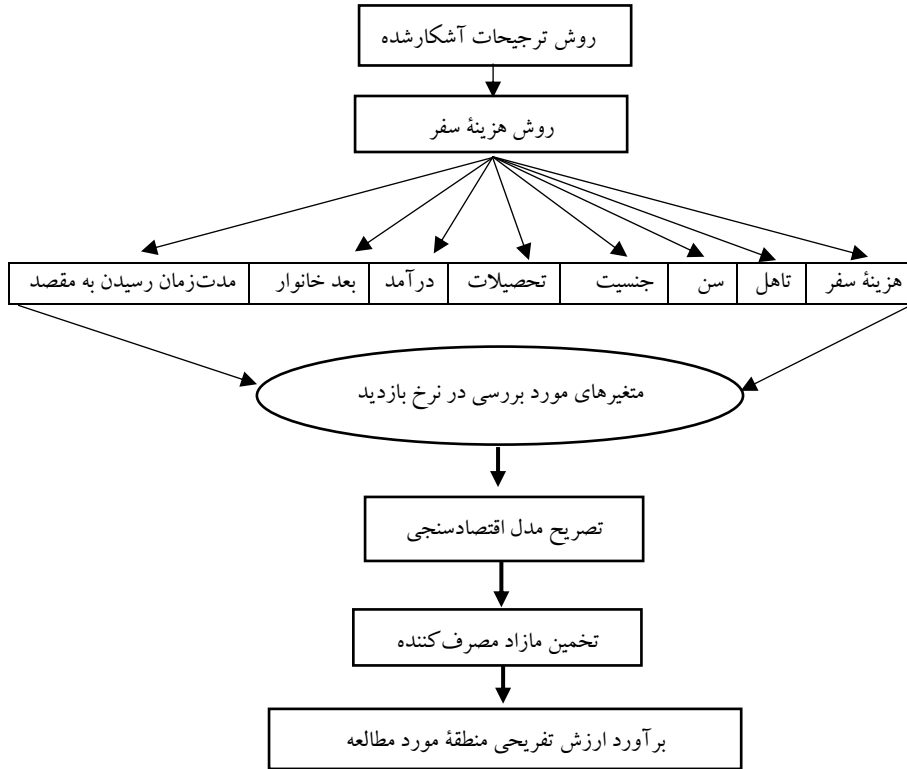 روش ترجیحات آشکارشده
روش هزینهٔ سفر
هزینهٔ سفر
تاهل
سن
جنسیت
تحصیلات
درآمد
بعد خانوار
مدت‌زمان رسیدن به مقصد
متغیرهای مورد بررسی در نرخ بازدید
تصریح مدل اقتصادسنجی
تخمین مازاد مصرف‌کننده
برآورد ارزش تفریحی منطقهٔ مورد مطالعه